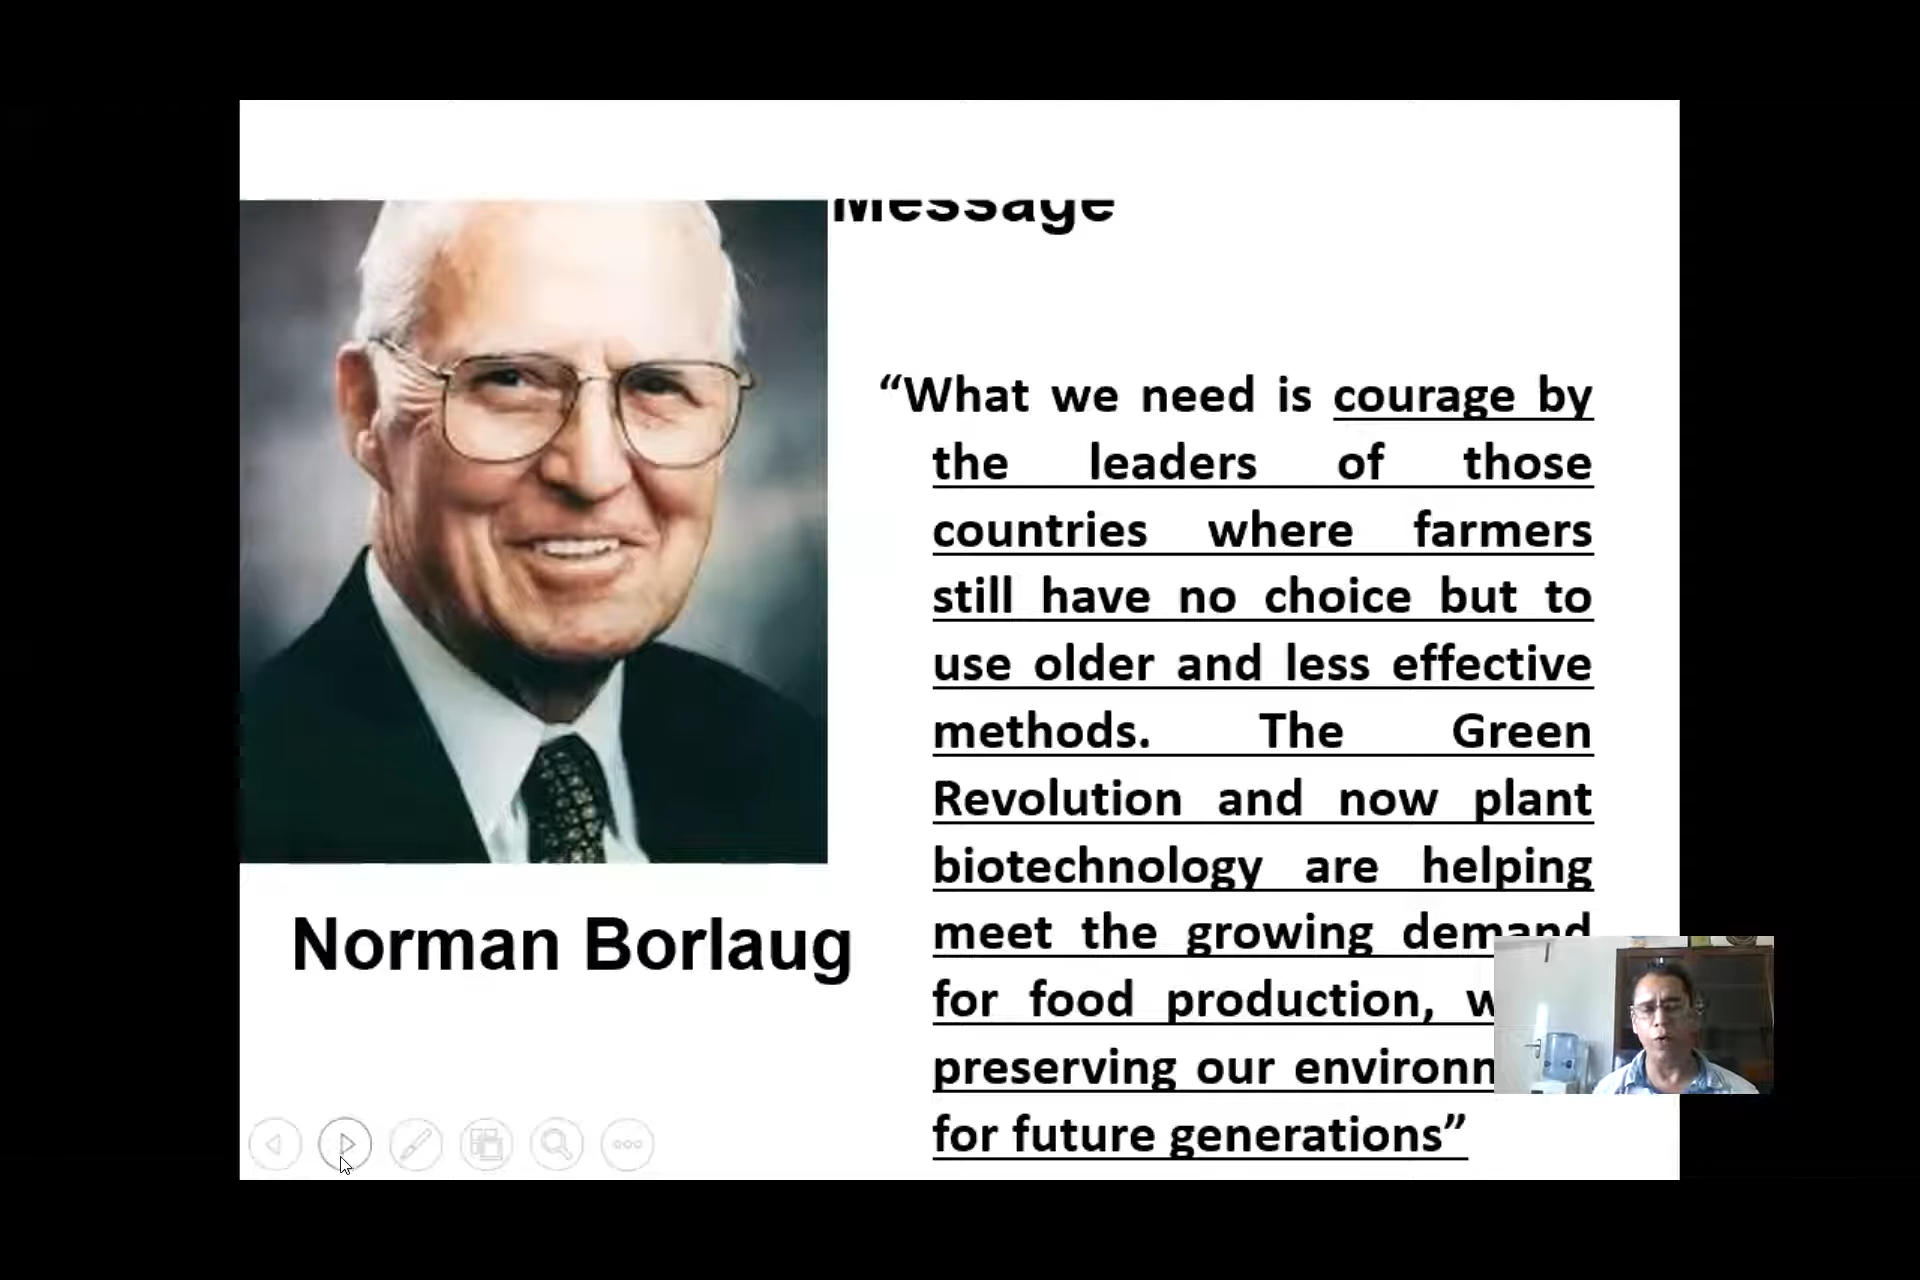 Message
“What we need is courage by
the leaders of those
countries where farmers
still have no choice but to
use older and less effective
methods. The Green
Revolution and now plant
biotechnology are helping
meet the growing demand
for food production,
preserving our
for future generations”
Norman Borlaug